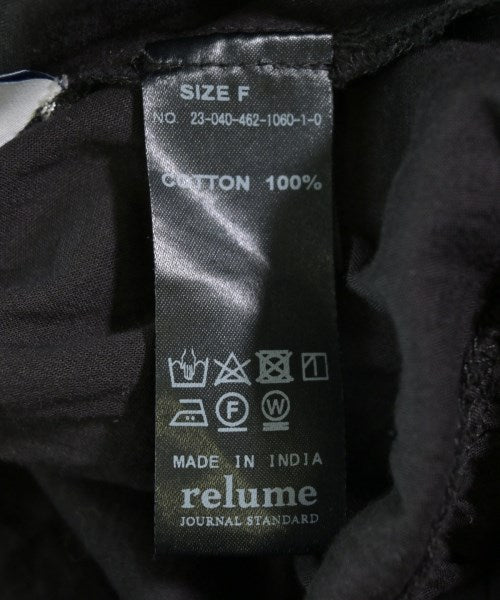 SIZE F
NO. 23-040-462-1060-1-0
COTTON 100%
F W
MADE IN INDIA
relume
JOURNAL STANDARD